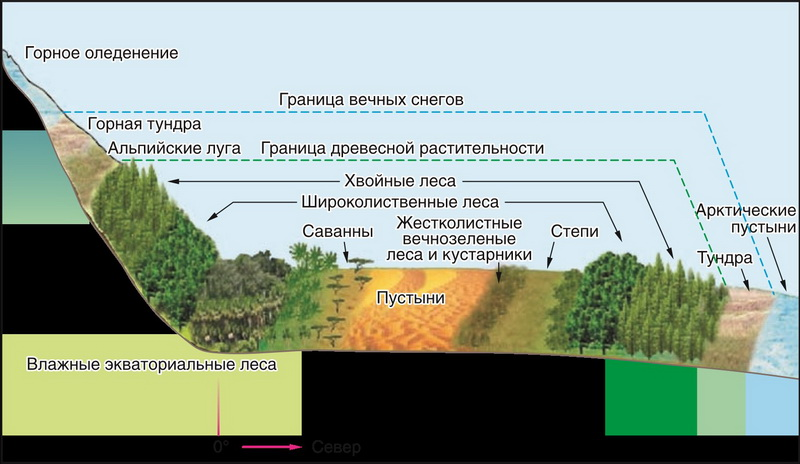 Горное оледенение
Граница вечных снегов
Горная тундра
Альпийские луга
Граница древесной растительности
Хвойные леса
Широколиственные леса
Саванны
Жестколистные
вечнозеленые
леса и кустарники
Степи
Арктические
пустыни
Тундра
Пустыни
Влажные экваториальные леса
0°
Север